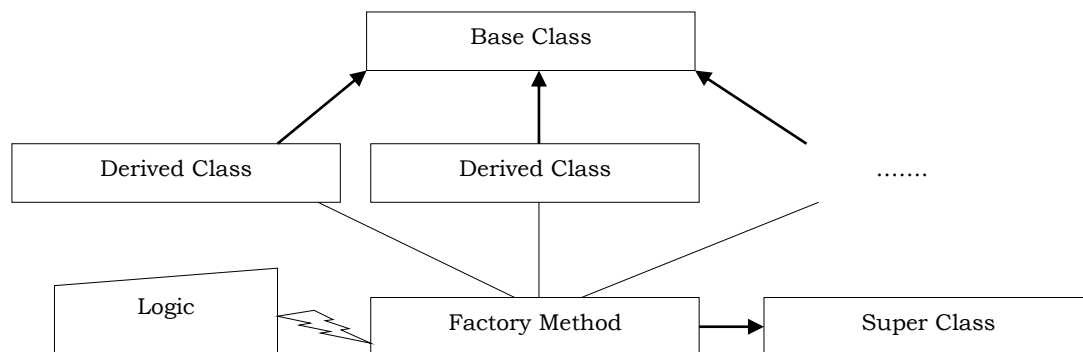 Base Class
Derived Class
Derived Class
.......
Logic
Factory Method
Super Class